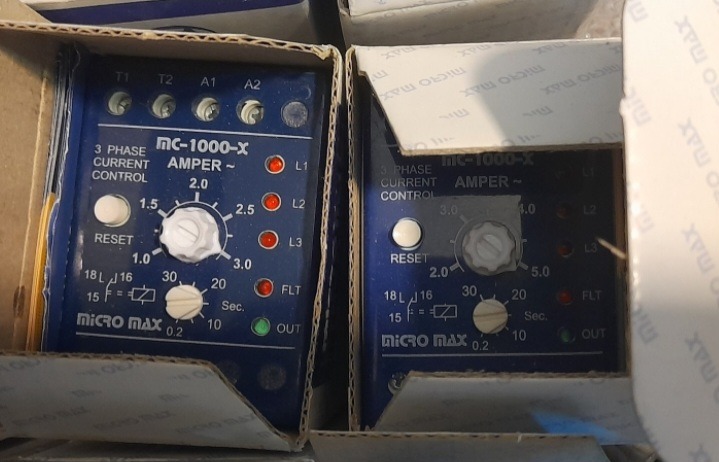 T1 T2 A1 A2
MC-1000-X
3 PHASE
CURRENT
CONTROL
AMPER ~
L1
2.0
1.5 2.5
L2
RESET
L3
1.0 3.0
18 16
15
30
20
FLT
Sec.
MICRO MAX
0.2
10
OUT
MC-1000-X
3 PHASE
CURRENT
CONTROL
AMPER ~
L1
3.0 4.0
L2
RESET
L3
2.0 5.0
18 16
15
30
20
FLT
Sec.
MICRO MAX
0.2
10
OUT
MICRO MAX
MICRO MAX